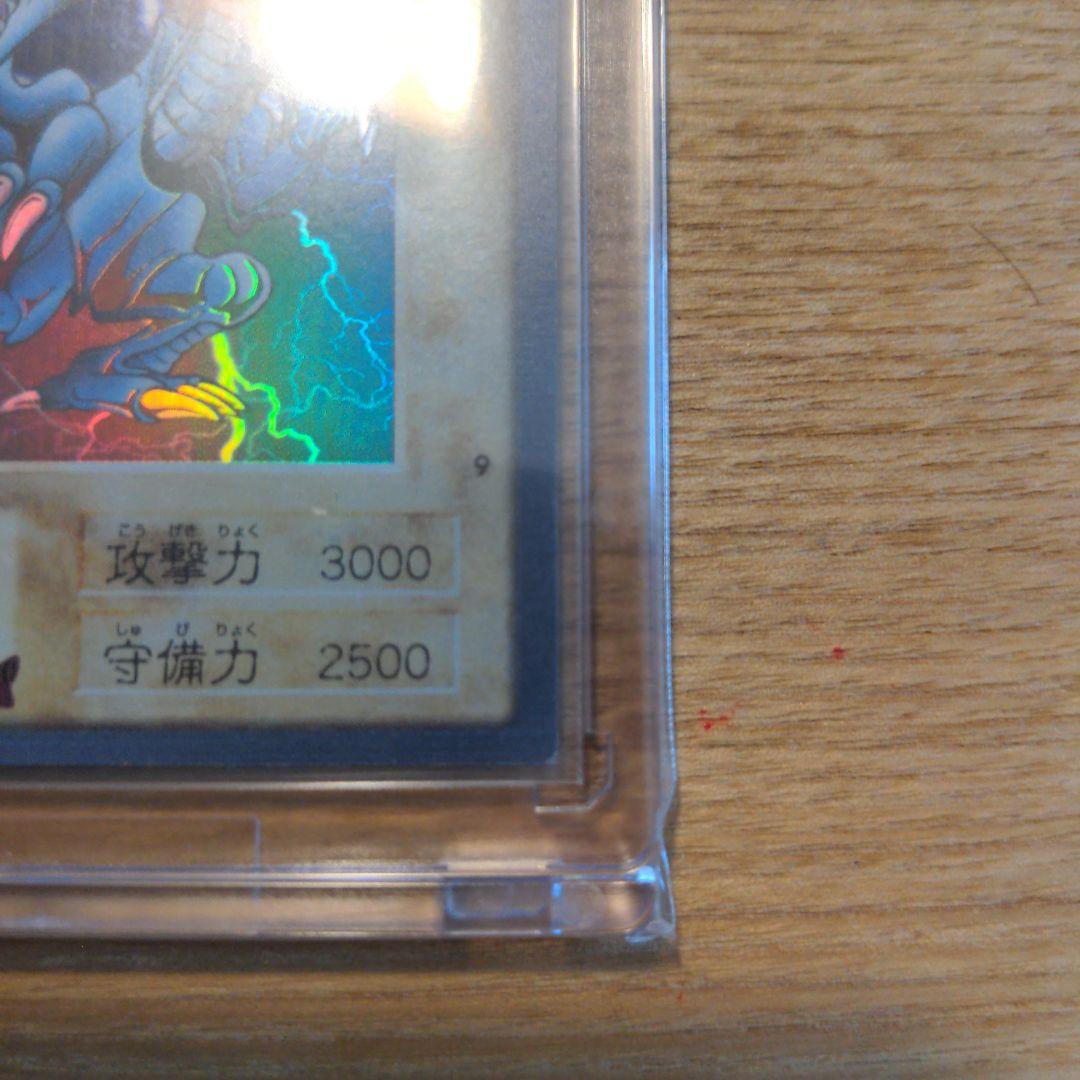 9
こう げき りょく
攻撃力 3000
しゅ び りょく
守備力 2500